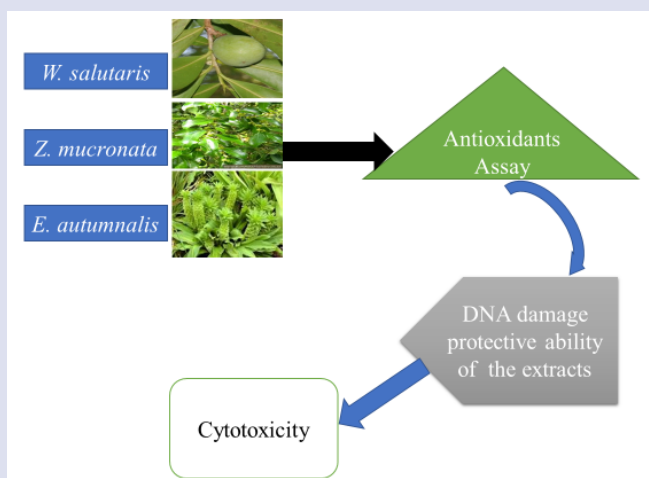 W. salutaris
Z. mucronata
E. autumnalis
Antioxidants
Assay
DNA damage
protective ability
of the extracts
Cytotoxicity